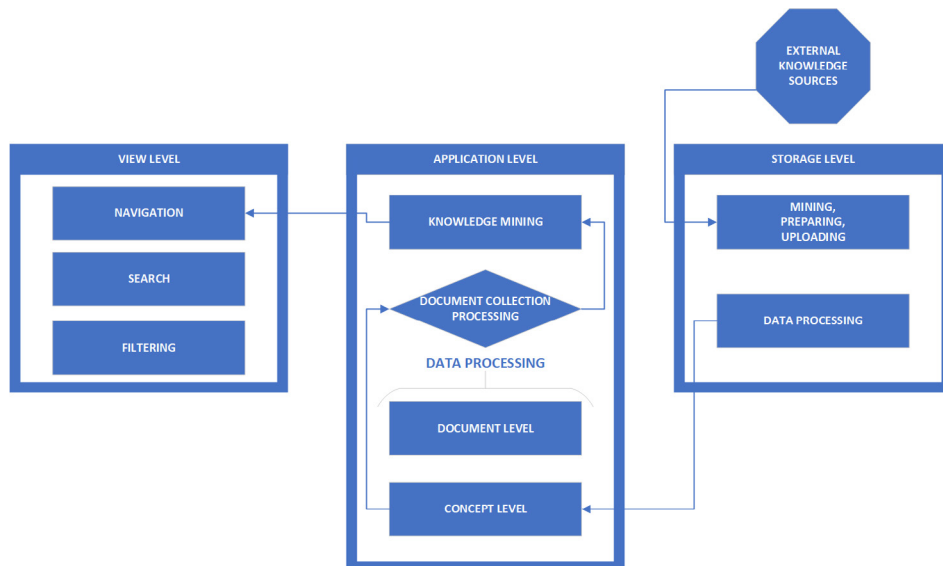 EXTERNAL
KNOWLEDGE
SOURCES
VIEW LEVEL
NAVIGATION
SEARCH
FILTERING
APPLICATION LEVEL
KNOWLEDGE MINING
DOCUMENT COLLECTION
PROCESSING
DATA PROCESSING
DOCUMENT LEVEL
CONCEPT LEVEL
STORAGE LEVEL
MINING,
PREPARING,
UPLOADING
DATA PROCESSING